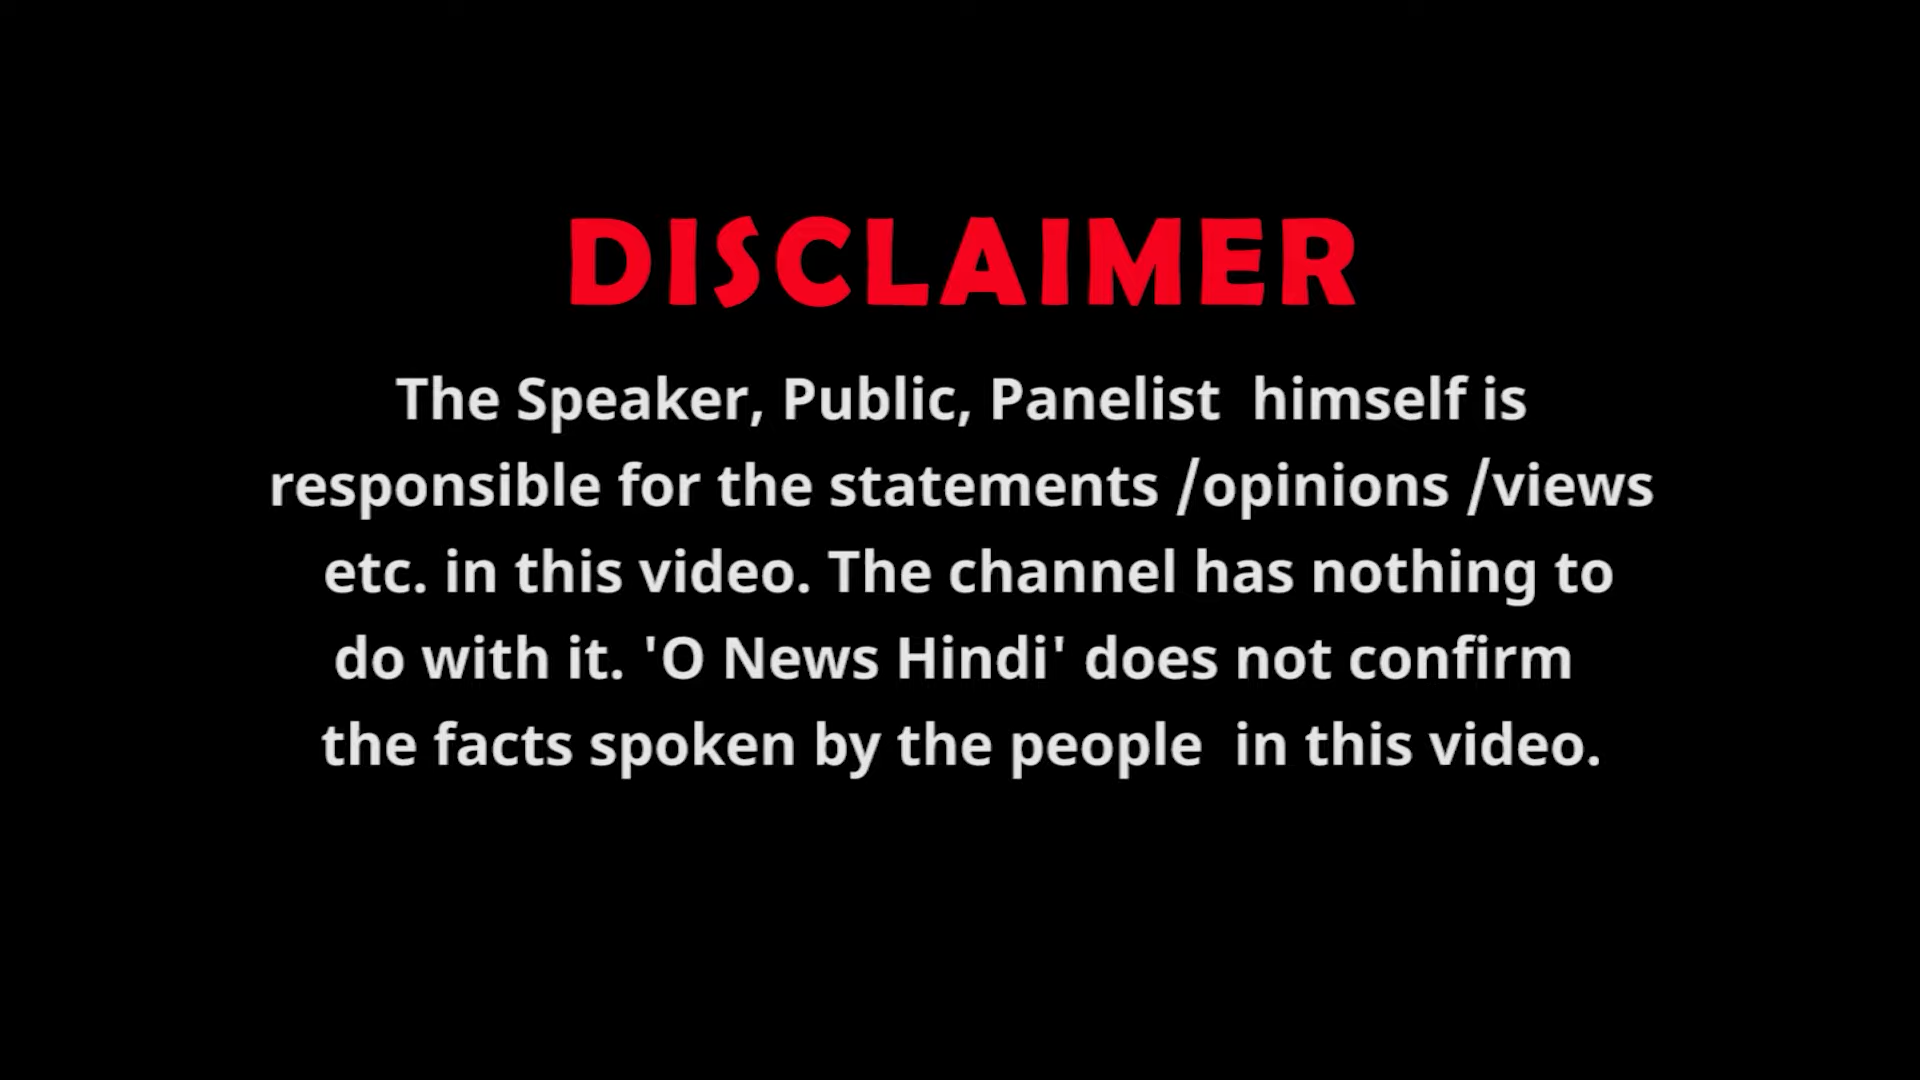 DISCLAIMER
The Speaker, Public, Panelist  himself is
responsible for the statements /opinions /views
etc. in this video. The channel has nothing to
do with it. 'O News Hindi' does not confirm
the facts spoken by the people  in this video.